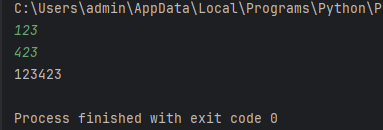 C:\Users\admin\AppData\Local\Programs\Python\P
123
423
123423
Process finished with exit code 0